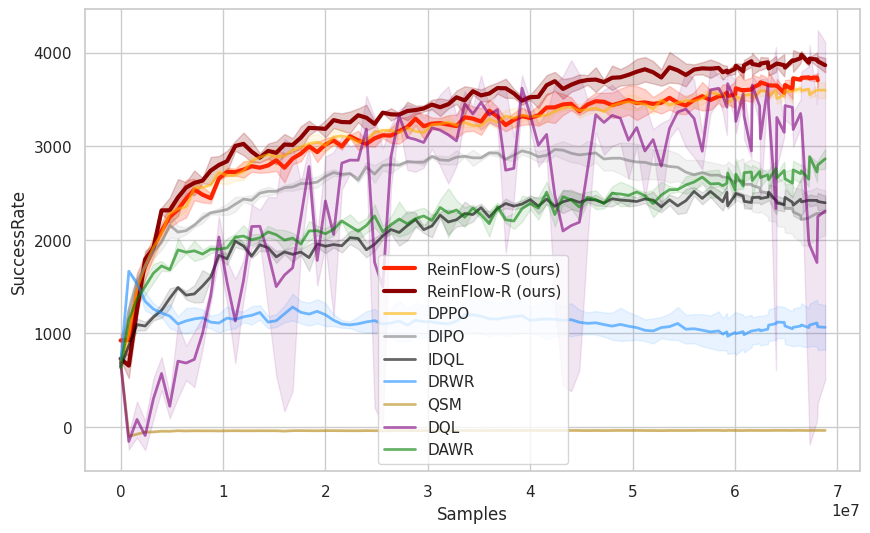 SuccessRate
4000
3000
2000
1000
0
ReinFlow-S (ours)
ReinFlow-R (ours)
DPPO
DIPO
IDQL
DRWR
QSM
DQL
DAWR
0 1 2 3 4 5 6 7
1e7
Samples